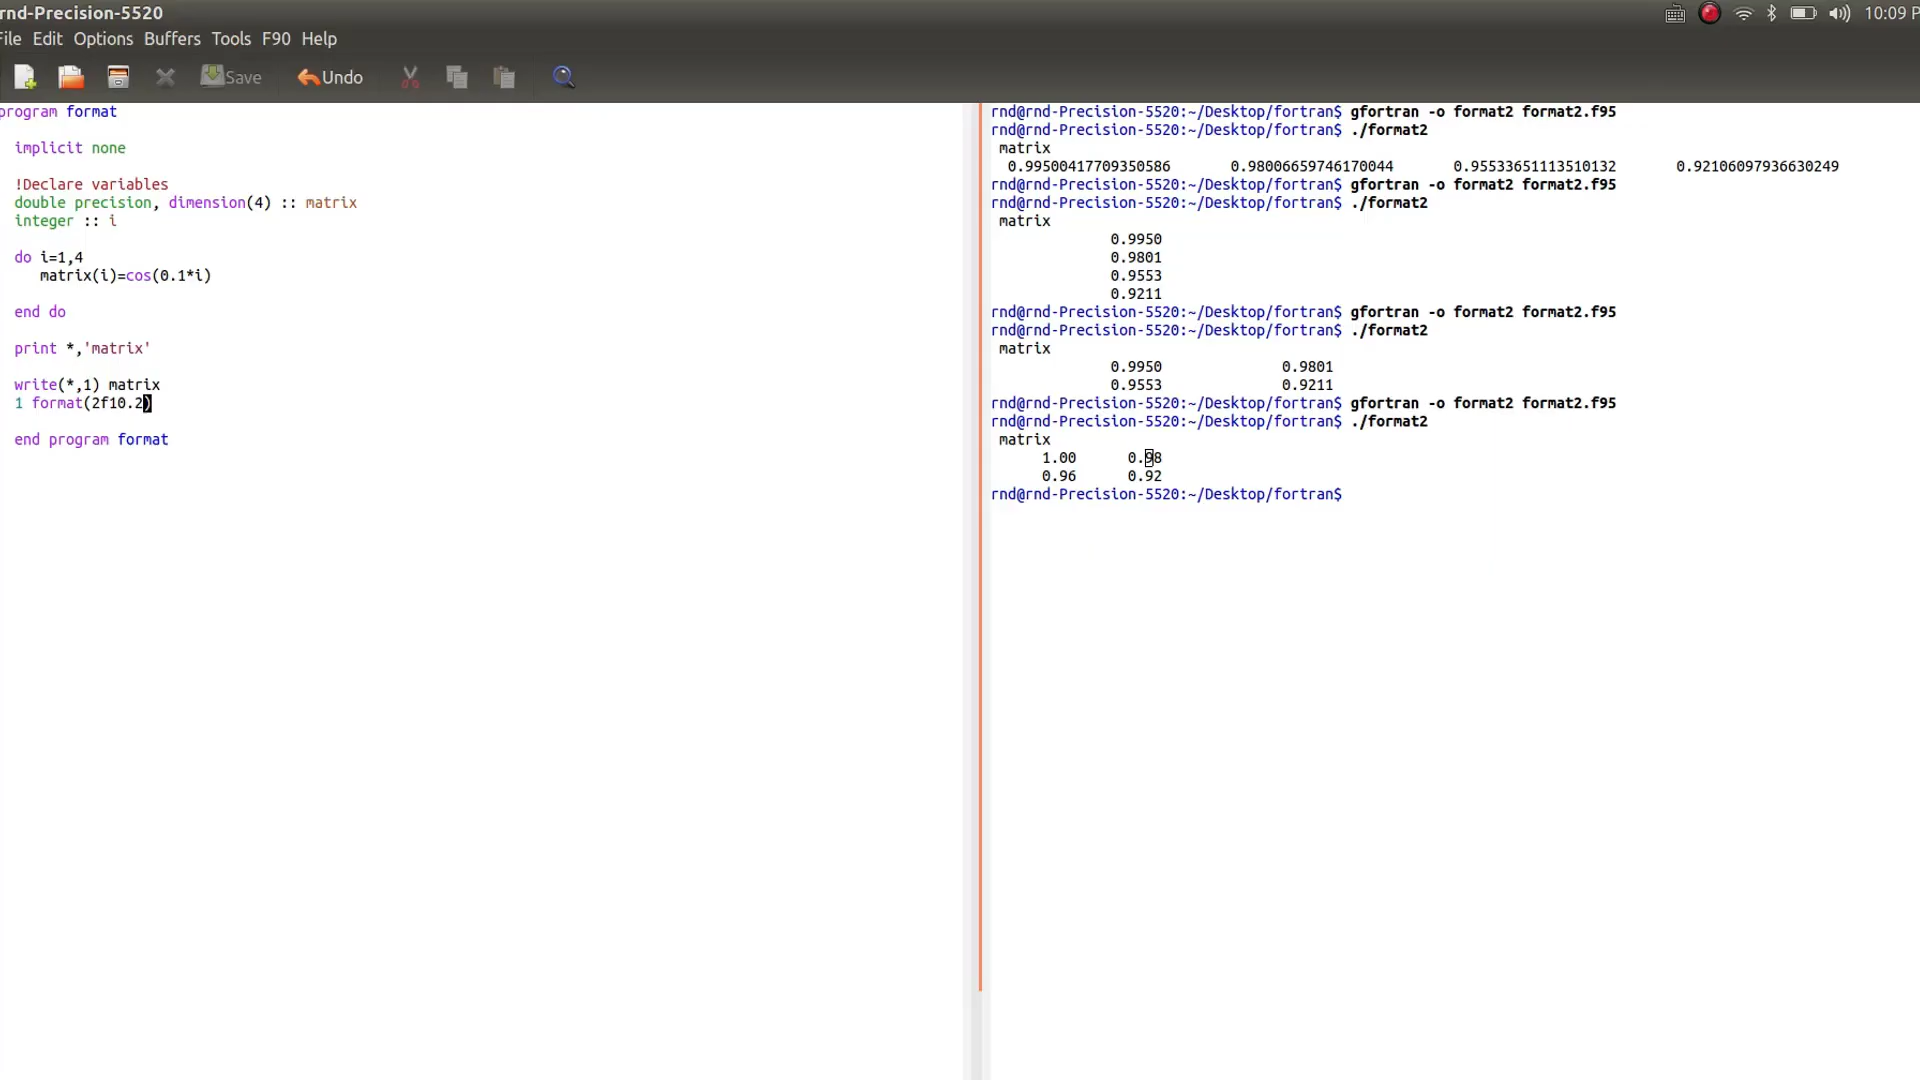 rnd-Precision-5520
10:09 P
File Edit Options Buffers Tools F90 Help
Save Undo
program format
implicit none
!Declare variables
double precision, dimension(4) :: matrix
integer :: i
do i=1,4
matrix(i)=cos(0.1*i)
end do
print *,'matrix'
write(*,1) matrix
1 format(2f10.2)
end program format
rnd@rnd-Precision-5520:~/Desktop/fortran$ gfortran -o format2 format2.f95
rnd@rnd-Precision-5520:~/Desktop/fortran$ ./format2
matrix
0.99500417709350586 0.98006659746170044 0.95533651113510132 0.92106097936630249
rnd@rnd-Precision-5520:~/Desktop/fortran$ gfortran -o format2 format2.f95
rnd@rnd-Precision-5520:~/Desktop/fortran$ ./format2
matrix
0.9950
0.9801
0.9553
0.9211
rnd@rnd-Precision-5520:~/Desktop/fortran$ gfortran -o format2 format2.f95
rnd@rnd-Precision-5520:~/Desktop/fortran$ ./format2
matrix
0.9950 0.9801
0.9553 0.9211
rnd@rnd-Precision-5520:~/Desktop/fortran$ gfortran -o format2 format2.f95
rnd@rnd-Precision-5520:~/Desktop/fortran$ ./format2
matrix
1.00 0.98
0.96 0.92
rnd@rnd-Precision-5520:~/Desktop/fortran$